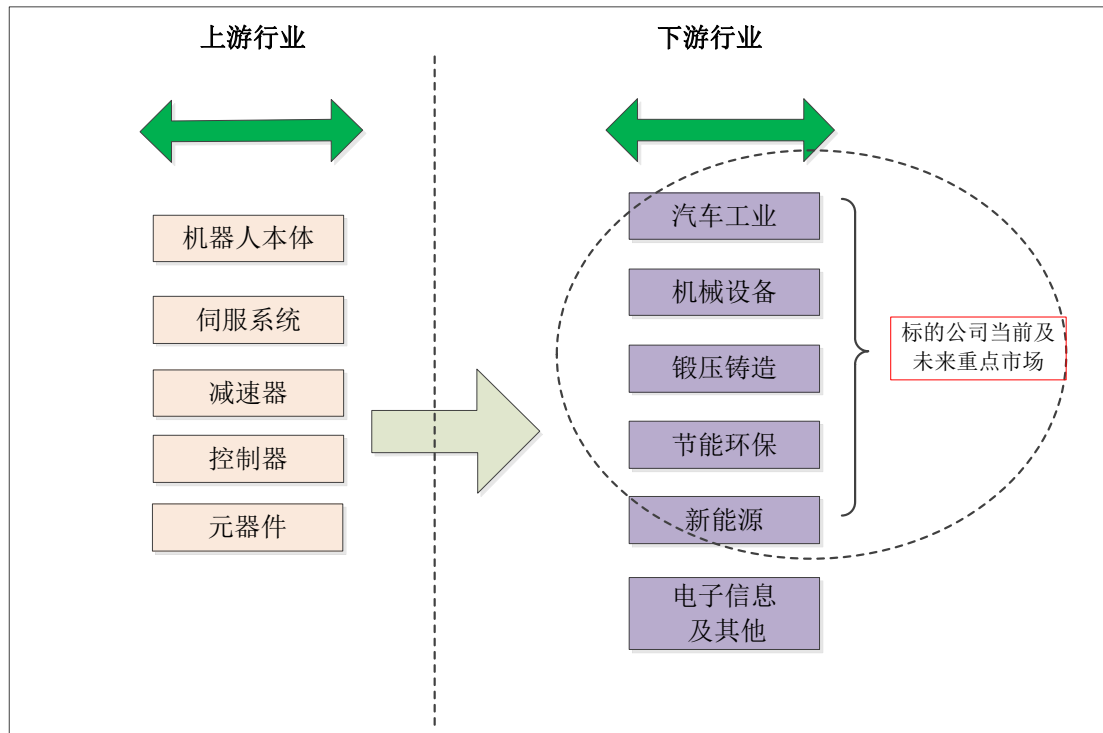 上游行业
下游行业
机器人本体
伺服系统
减速器
控制器
元器件
汽车工业
机械设备
锻压铸造
节能环保
新能源
电子信息
及其他
标的公司当前及
未来重点市场